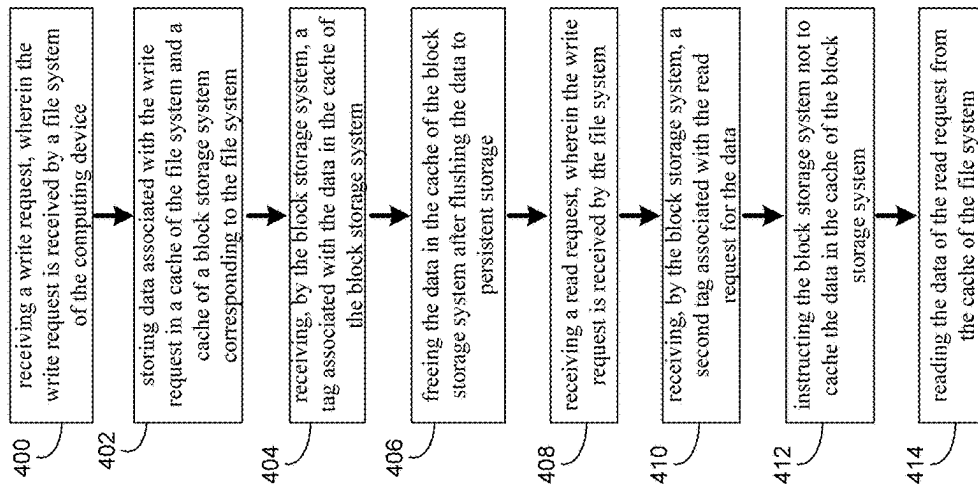 400
receiving a write request, wherein the
write request is received by a file system
of the computing device
402
storing data associated with the write
request in a cache of the file system and a
cache of a block storage system
corresponding to the file system
404
receiving, by the block storage system, a
tag associated with the data in the cache of
the block storage system
406
freeing the data in the cache of the block
storage system after flushing the data to
persistent storage
408
receiving a read request, wherein the write
request is received by the file system
410
receiving, by the block storage system, a
second tag associated with the read
request for the data
412
instructing the block storage system not to
cache the data in the cache of the block
storage system
414
reading the data of the read request from
the cache of the file system